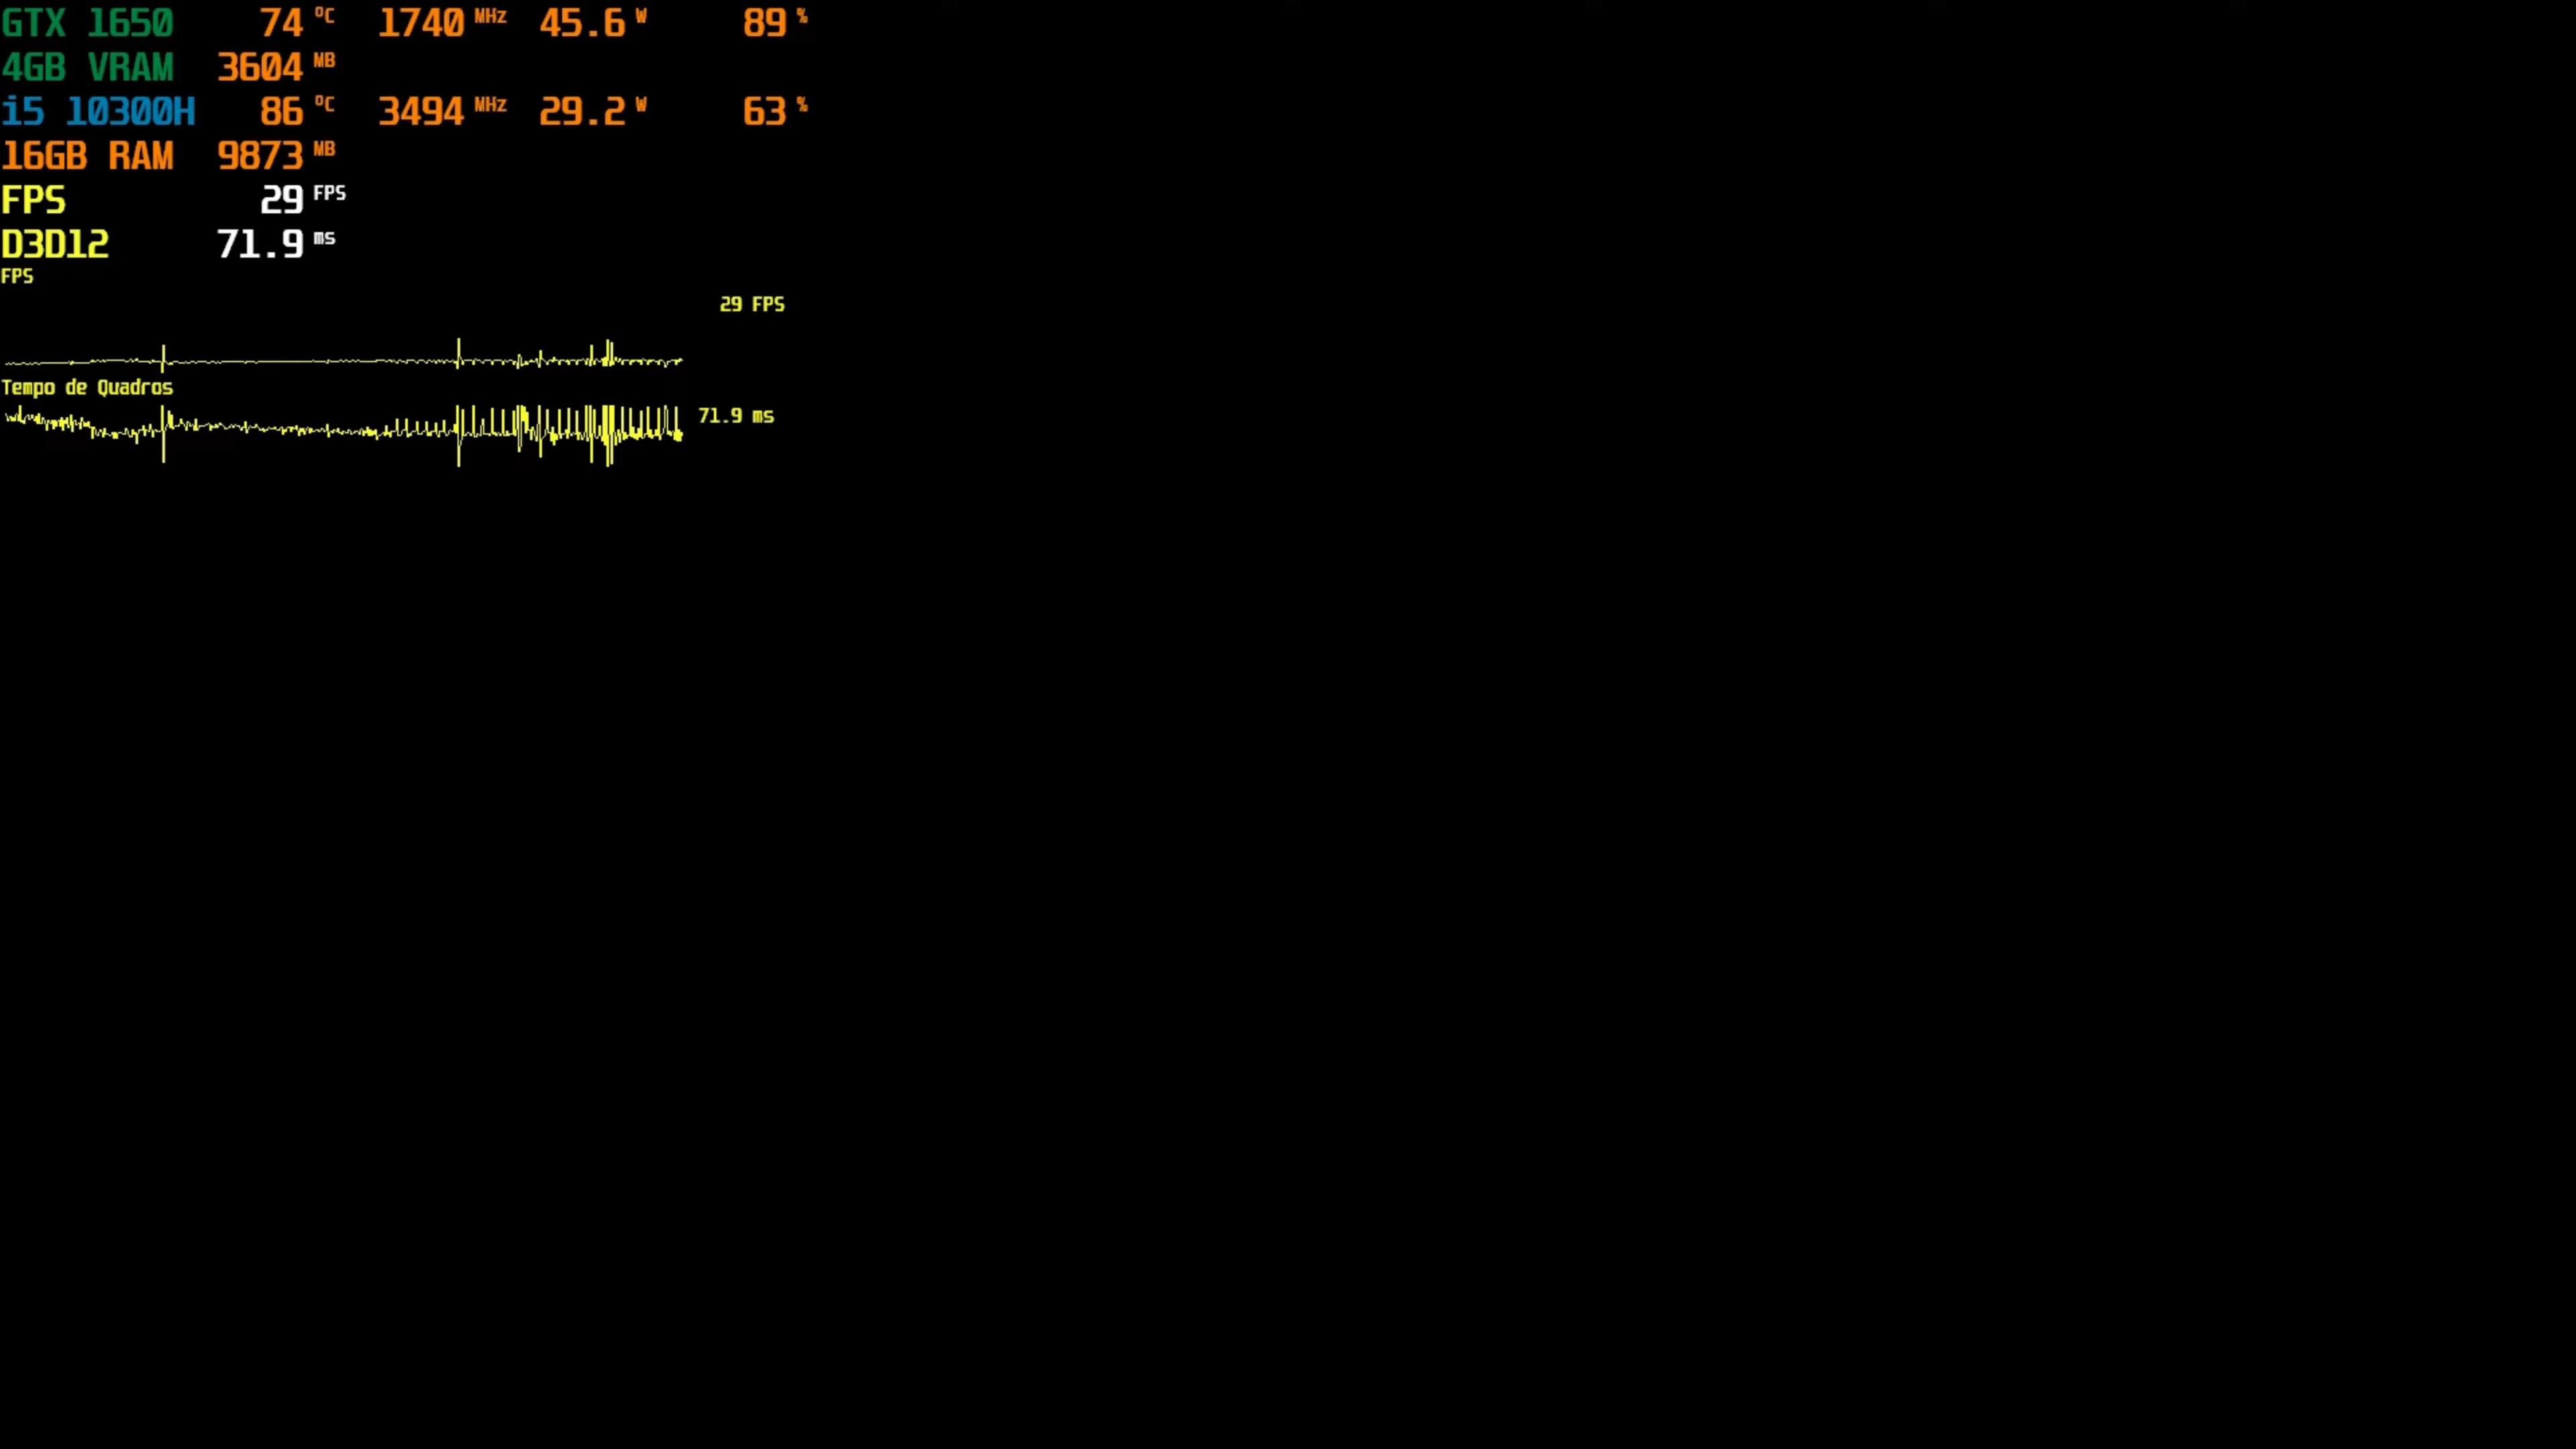 GTX 1650 74 °C 1740 MHz 45.6 W 89 %
4GB VRAM 3604 MB
i5 10300H 86 °C 3494 MHz 29.2 W 63 %
16GB RAM 9873 MB
FPS 29 FPS
D3D12 71.9 ms
FPS
29 FPS
Tempo de Quadros
71.9 ms